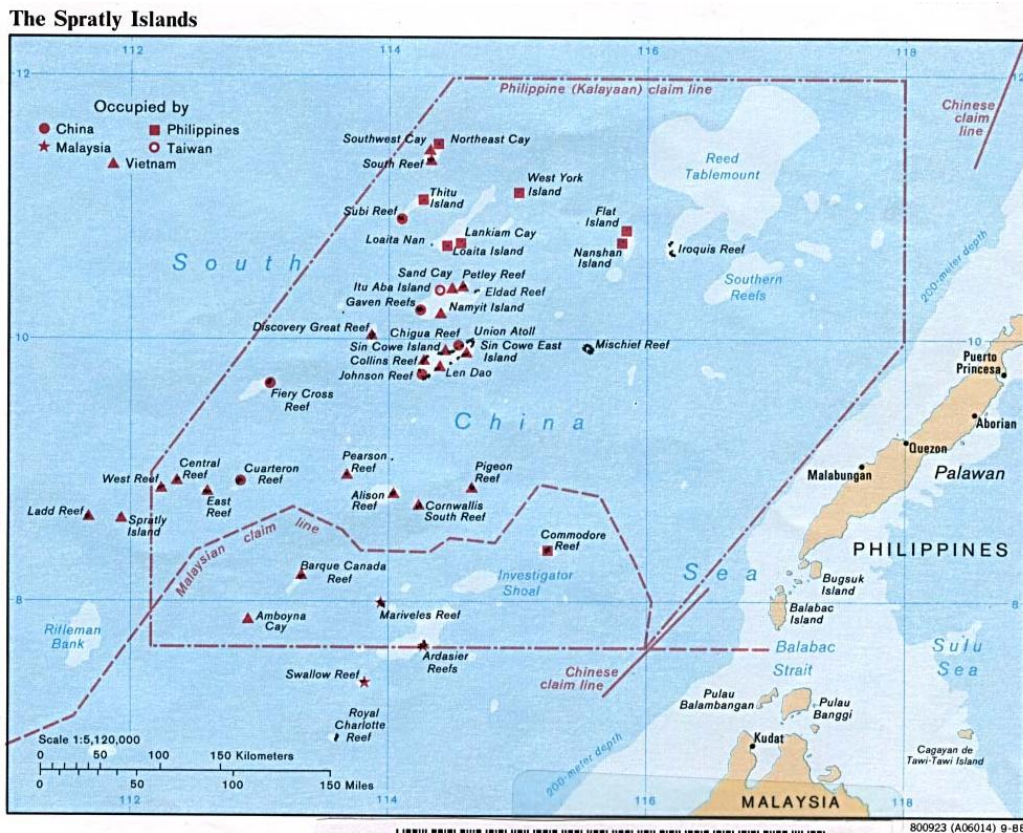 The Spratly Islands
112
114
116
118
12
12
Philippine (Kalayaan) claim line
Chinese
claim
line
Occupied by
China
Philippines
Malaysia
Taiwan
Vietnam
Southwest Cay
Northeast Cay
South Reef
Reed
Tablemount
West York
Island
Thitu
Island
Subi Reef
Flat
Island
Lankiam Cay
Loaita Nan
Loaita Island
Nanshan
Island
Iroquis Reef
200-meter depth
South
Sand Cay
Petley Reef
Itu Aba Island
Eldad Reef
Southern
Reefs
Gaven Reefs
Namyit Island
Discovery Great Reef
Union Atoll
Chigua Reef
10
10
Sin Cowe Island
Sin Cowe East
Island
Mischief Reef
Collins Reef
Johnson Reef
Len Dao
Puerto
Princesa
Fiery Cross
Reef
China
Aborian
Quezon
Pearson
Reef
Malabungan
Palawan
West Reef
Central
Reef
Cuarteron
Reef
Pigeon
Reef
East
Reef
Alison
Reef
Cornwallis
South Reef
Ladd Reef
Spratly
Island
Malaysian claim line
Commodore
Reef
PHILIPPINES
Sea
Barque Canada
Reef
Investigator
Shoal
Bugsuk
Island
8
8
Mariveles Reef
Balabac
Island
Amboyna
Cay
Rifleman
Bank
Ardasier
Reefs
Balabac
Strait
Sulu
Sea
Swallow Reef
Chinese
claim line
Pulau
Balambangan
Pulau
Banggi
Royal
Charlotte
Reef
Kudat
Cagayan de
Tawi-Tawi Island
Scale 1:5,120,000
0 50 100 150 Kilometers
0 50 100 150 Miles
200-meter depth
MALAYSIA
112
114
116
118